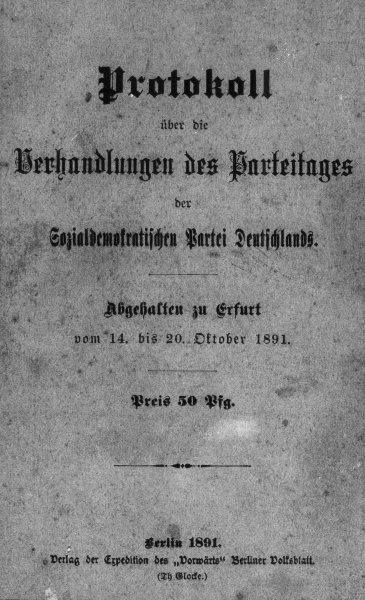 Protokoll
über die
Verhandlungen des Parteitages
der
Sozialdemokratischen Partei Deutschlands.
Abgehalten zu Erfurt
vom 14. bis 20. Oktober 1891.
Preis 50 Pfg.
Berlin 1891.
Verlag der Expedition des „Vorwärts“ Berliner Volksblatt.
(Th Glocke.)